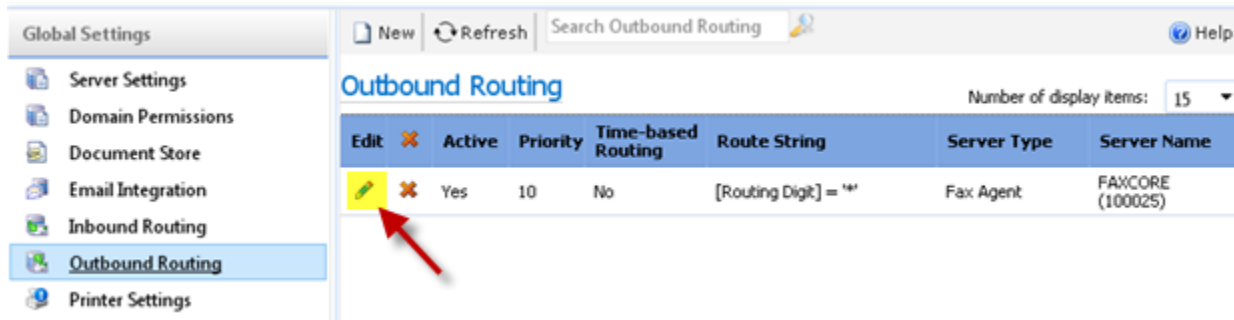 Global Settings
Server Settings
Domain Permissions
Document Store
Email Integration
Inbound Routing
Outbound Routing
Printer Settings
New Refresh Search Outbound Routing Help
Outbound Routing
Number of display items: 15
Edit Active Priority Time-based Routing Route String Server Type Server Name
Yes 10 No [Routing Digit] = '*' Fax Agent FAXCORE (100025)